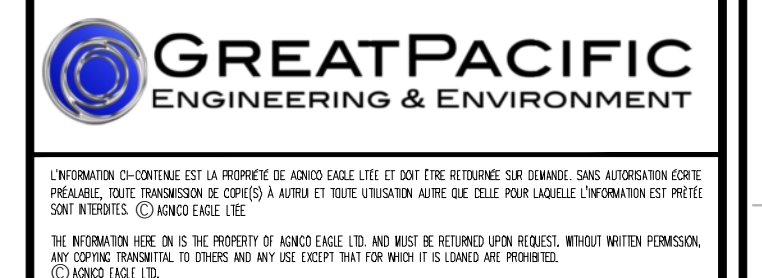 GREATPACIFIC
ENGINEERING & ENVIRONMENT
L'INFORMATION CI-CONTENUE EST LA PROPRIÉTÉ DE AGNICO EAGLE LTÉE ET DOIT ÊTRE RETOURNÉE SUR DEMANDE. SANS AUTORISATION ÉCRITE
PRÉALABLE, TOUTE TRANSMISSION DE COPIE(S) À AUTRUI ET TOUTE UTILISATION AUTRE QUE CELLE POUR LAQUELLE L'INFORMATION EST PRÊTÉE
SONT INTERDITES. © AGNICO EAGLE LTÉE
THE INFORMATION HERE ON IS THE PROPERTY OF AGNICO EAGLE LTD. AND MUST BE RETURNED UPON REQUEST. WITHOUT WRITTEN PERMISSION,
ANY COPYING TRANSMITTAL TO OTHERS AND ANY USE EXCEPT THAT FOR WHICH IT IS LOANED ARE PROHIBITED.
© AGNICO EAGLE LTD.